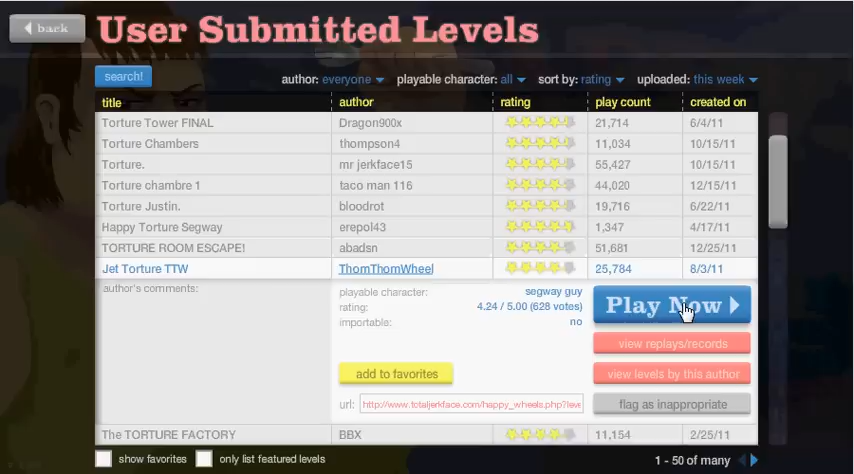 back
User Submitted Levels
search!
author: everyone playable character: all sort by: rating uploaded: this week
title author rating play count created on
Torture Tower FINAL Dragon900x 21,714 6/4/11
Torture Chambers thompson4 11,034 10/15/11
Torture. mr jerkface15 55,427 10/15/11
Torture chambre 1 taco man 116 44,020 12/15/11
Torture Justin. bloodrot 19,716 6/22/11
Happy Torture Segway erepol43 1,347 4/17/11
TORTURE ROOM ESCAPE! abadsn 51,681 12/25/11
Jet Torture TTW ThomThomWheel 25,784 8/3/11
author's comments:
playable character: segway guy
rating: 4.24 / 5.00 (628 votes)
importable: no
Play Now
view replays/records
add to favorites
view levels by this author
url: http://www.totaljerkface.com/happy_wheels.php?leve
flag as inappropriate
The TORTURE FACTORY BBX 11,154 2/25/11
show favorites only list featured levels
1 - 50 of many